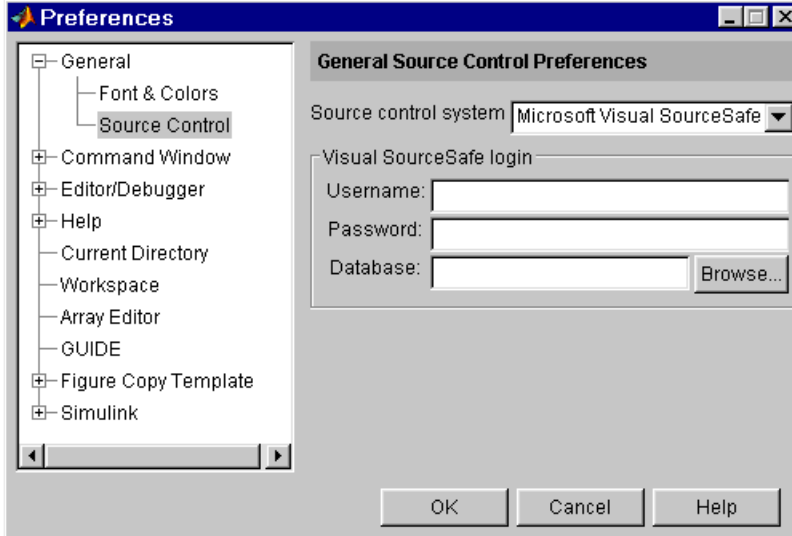 Preferences
General
Font & Colors
Source Control
Command Window
Editor/Debugger
Help
Current Directory
Workspace
Array Editor
GUIDE
Figure Copy Template
Simulink
General Source Control Preferences
Source control system Microsoft Visual SourceSafe
Visual SourceSafe login
Username:
Password:
Database: Browse...
OK Cancel Help